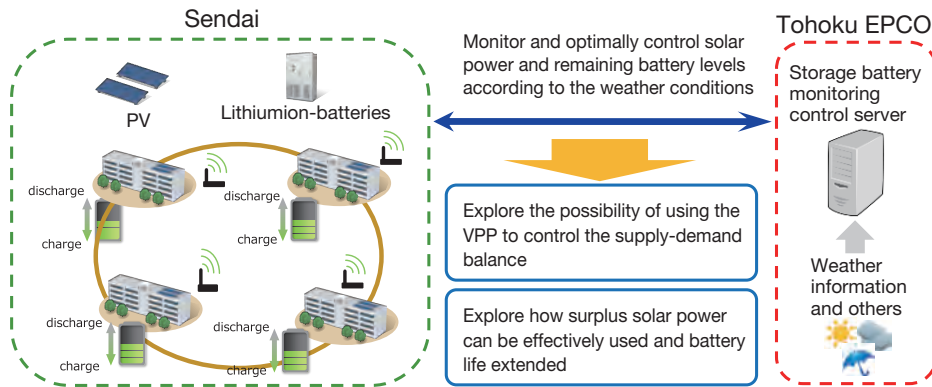 Sendai
Tohoku EPCO
PV
Lithiumion-batteries
discharge
charge
discharge
charge
discharge
charge
discharge
charge
Monitor and optimally control solar
power and remaining battery levels
according to the weather conditions
Explore the possibility of using the
VPP to control the supply-demand
balance
Explore how surplus solar power
can be effectively used and battery
life extended
Storage battery
monitoring
control server
Weather
information
and others